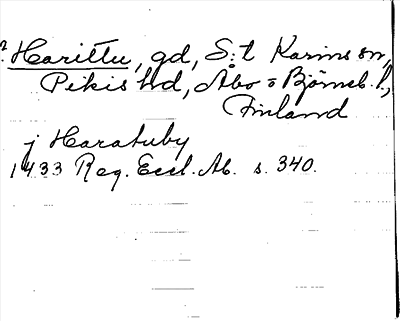 ? Harittu, gd, S:t Karins sn,
Pikis hd, Åbo o Björneb. l.,
Finland
j Haratuby
1433 Reg. Eccl. Ab. s. 340.